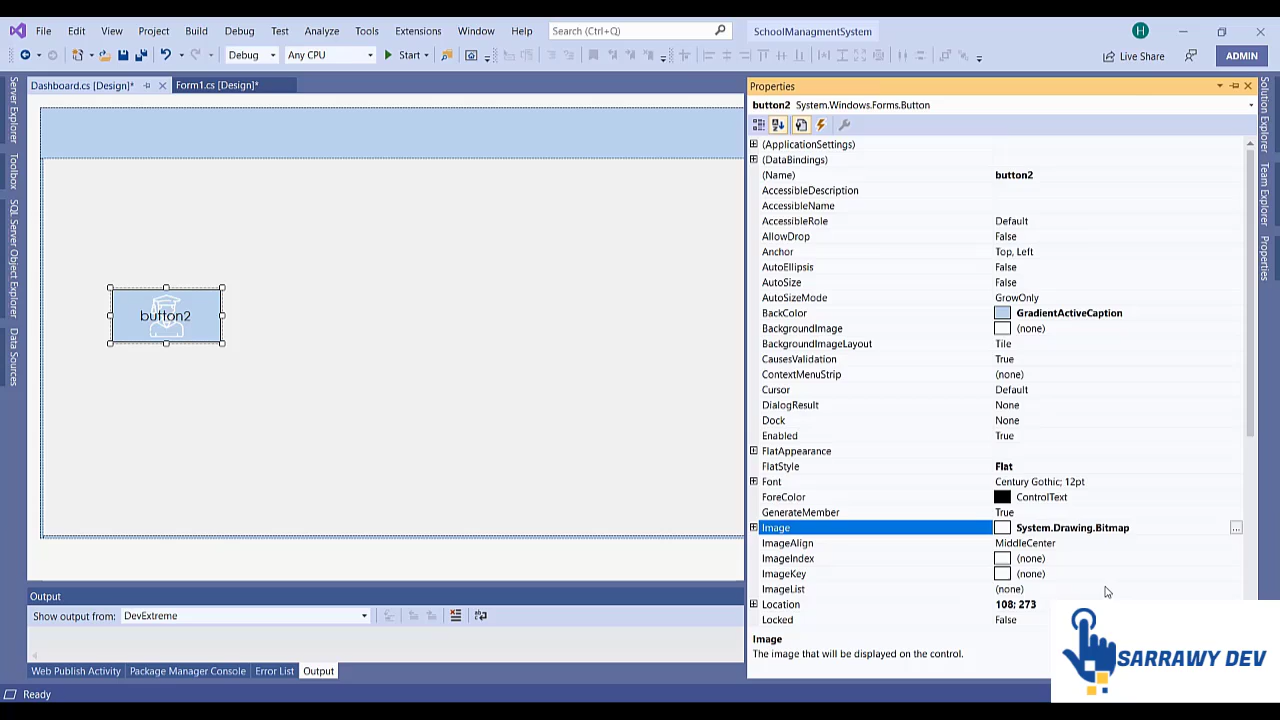 File Edit View Project Build Debug Test Analyze Tools Extensions Window Help Search (Ctrl+Q) SchoolManagmentSystem H
Debug Any CPU Start Live Share ADMIN
Dashboard.cs [Design]* Form1.cs [Design]*
Server Explorer
Toolbox
SQL Server Object Explorer
Data Sources
button2
Properties
button2 System.Windows.Forms.Button
(ApplicationSettings)
(DataBindings)
(Name) button2
AccessibleDescription
AccessibleName
AccessibleRole Default
AllowDrop False
Anchor Top, Left
AutoEllipsis False
AutoSize False
AutoSizeMode GrowOnly
BackColor GradientActiveCaption
BackgroundImage (none)
BackgroundImageLayout Tile
CausesValidation True
ContextMenuStrip (none)
Cursor Default
DialogResult None
Dock None
Enabled True
FlatAppearance
FlatStyle Flat
Font Century Gothic; 12pt
ForeColor ControlText
GenerateMember True
Image System.Drawing.Bitmap ...
ImageAlign MiddleCenter
ImageIndex (none)
ImageKey (none)
ImageList (none)
Location 108; 273
Locked False
Image
The image that will be displayed on the control.
Solution Explorer
Team Explorer
Properties
Output
Show output from: DevExtreme
Web Publish Activity Package Manager Console Error List Output
Ready
SARRAWY DEV